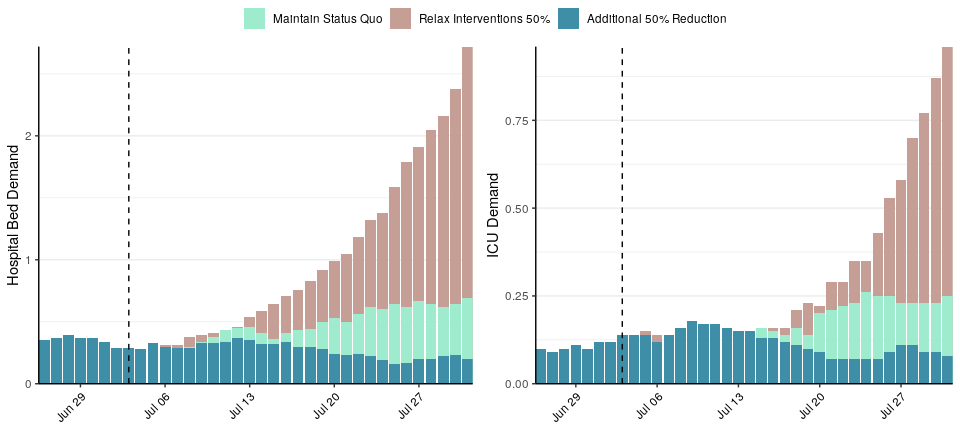 Maintain Status Quo Relax Interventions 50% Additional 50% Reduction
Hospital Bed Demand
2
1
0
Jun 29 Jul 06 Jul 13 Jul 20 Jul 27
ICU Demand
0.75
0.50
0.25
0.00
Jun 29 Jul 06 Jul 13 Jul 20 Jul 27